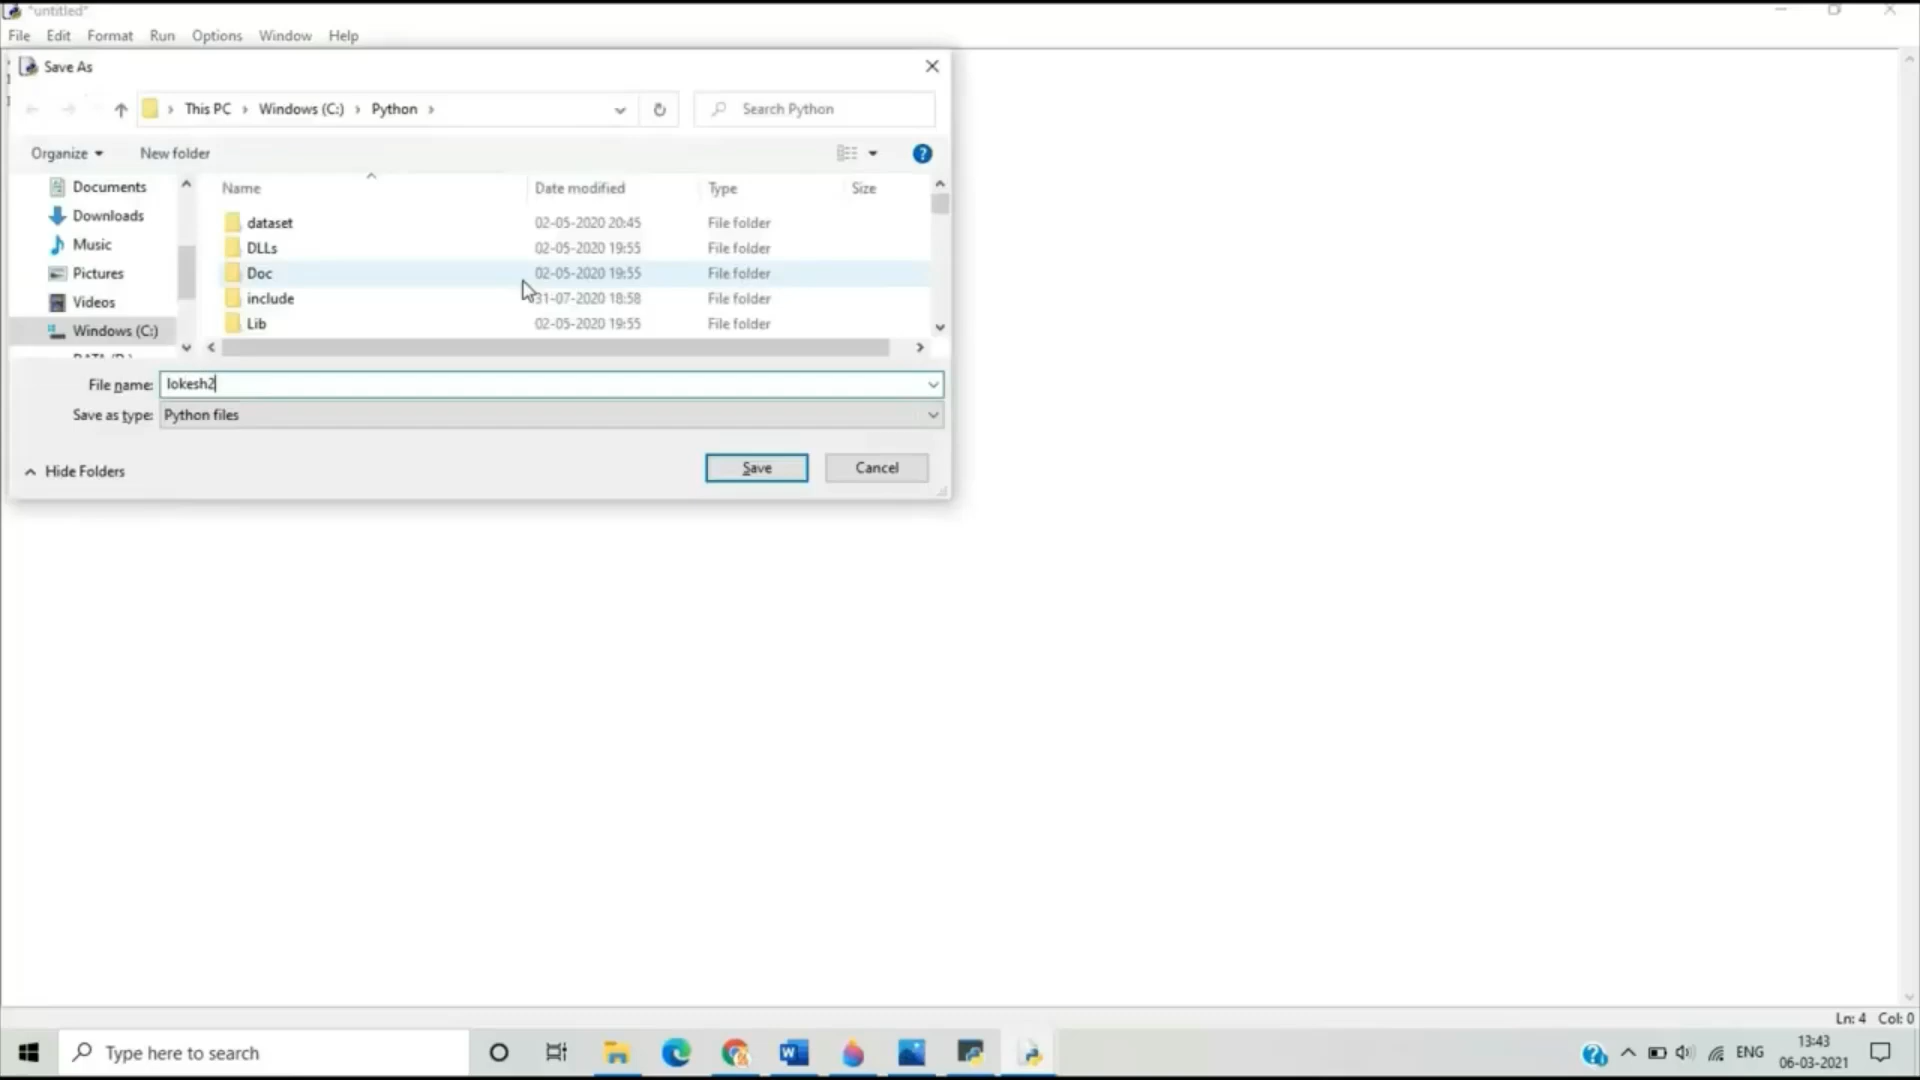 *untitled*
File Edit Format Run Options Window Help
Save As
This PC Windows (C:) Python Search Python
Organize New folder
Documents
Downloads
Music
Pictures
Videos
Windows (C:)
Name Date modified Type Size
dataset 02-05-2020 20:45 File folder
DLLs 02-05-2020 19:55 File folder
Doc 02-05-2020 19:55 File folder
include 31-07-2020 18:58 File folder
Lib 02-05-2020 19:55 File folder
File name: lokesh2
Save as type: Python files
Hide Folders Save Cancel
Ln: 4 Col: 0
Type here to search ENG 13:43
06-03-2021